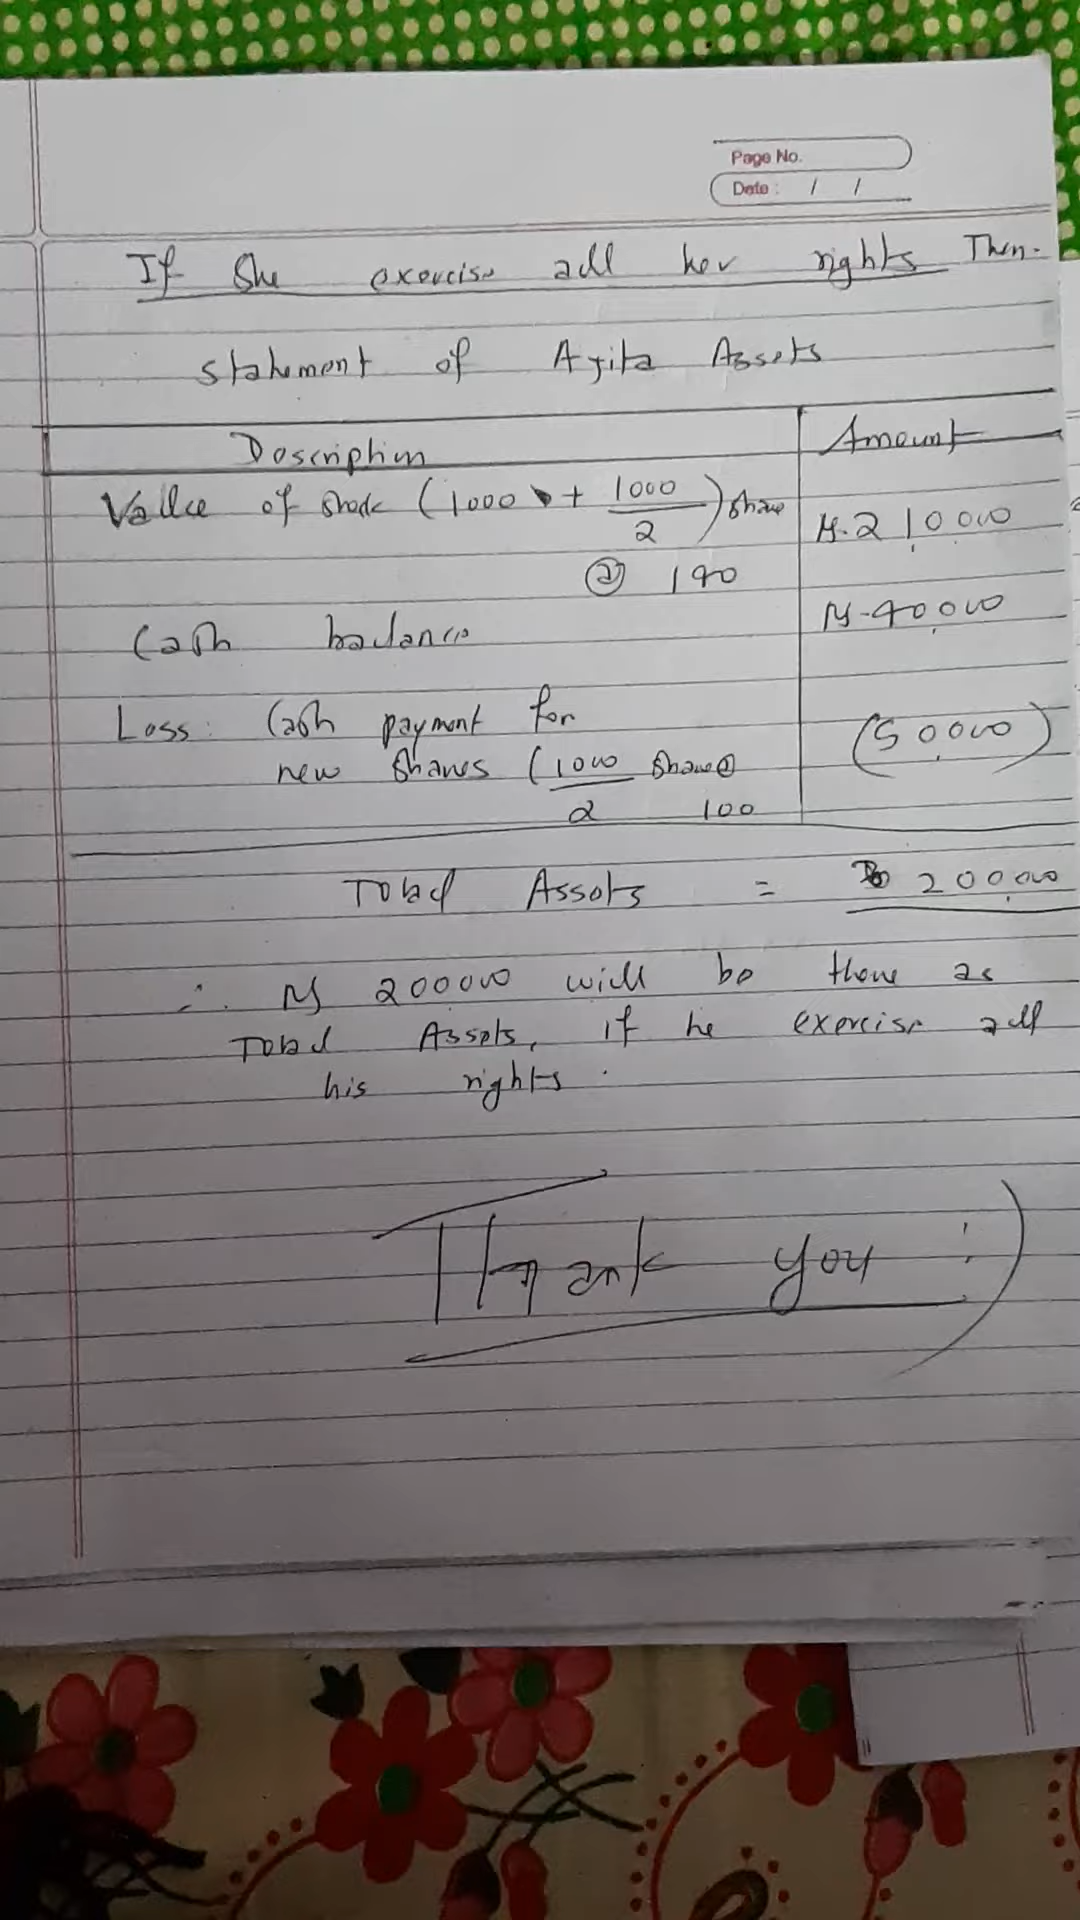 Page No.
Date : / /
If She exercise all her rights Then-
Statement of Ajita Assets
Description Amount
Value of stock (1000 + 1000/2) share RS. 210000
@ 140
Cash balance RS. 40000
Less: Cash payment for (50000)
new shares (1000/2 share @
100
Total Assets = Rs 200000
∴ RS 200000 will be there as
Total Assets, if he exercise all
his rights.
Thank you :)